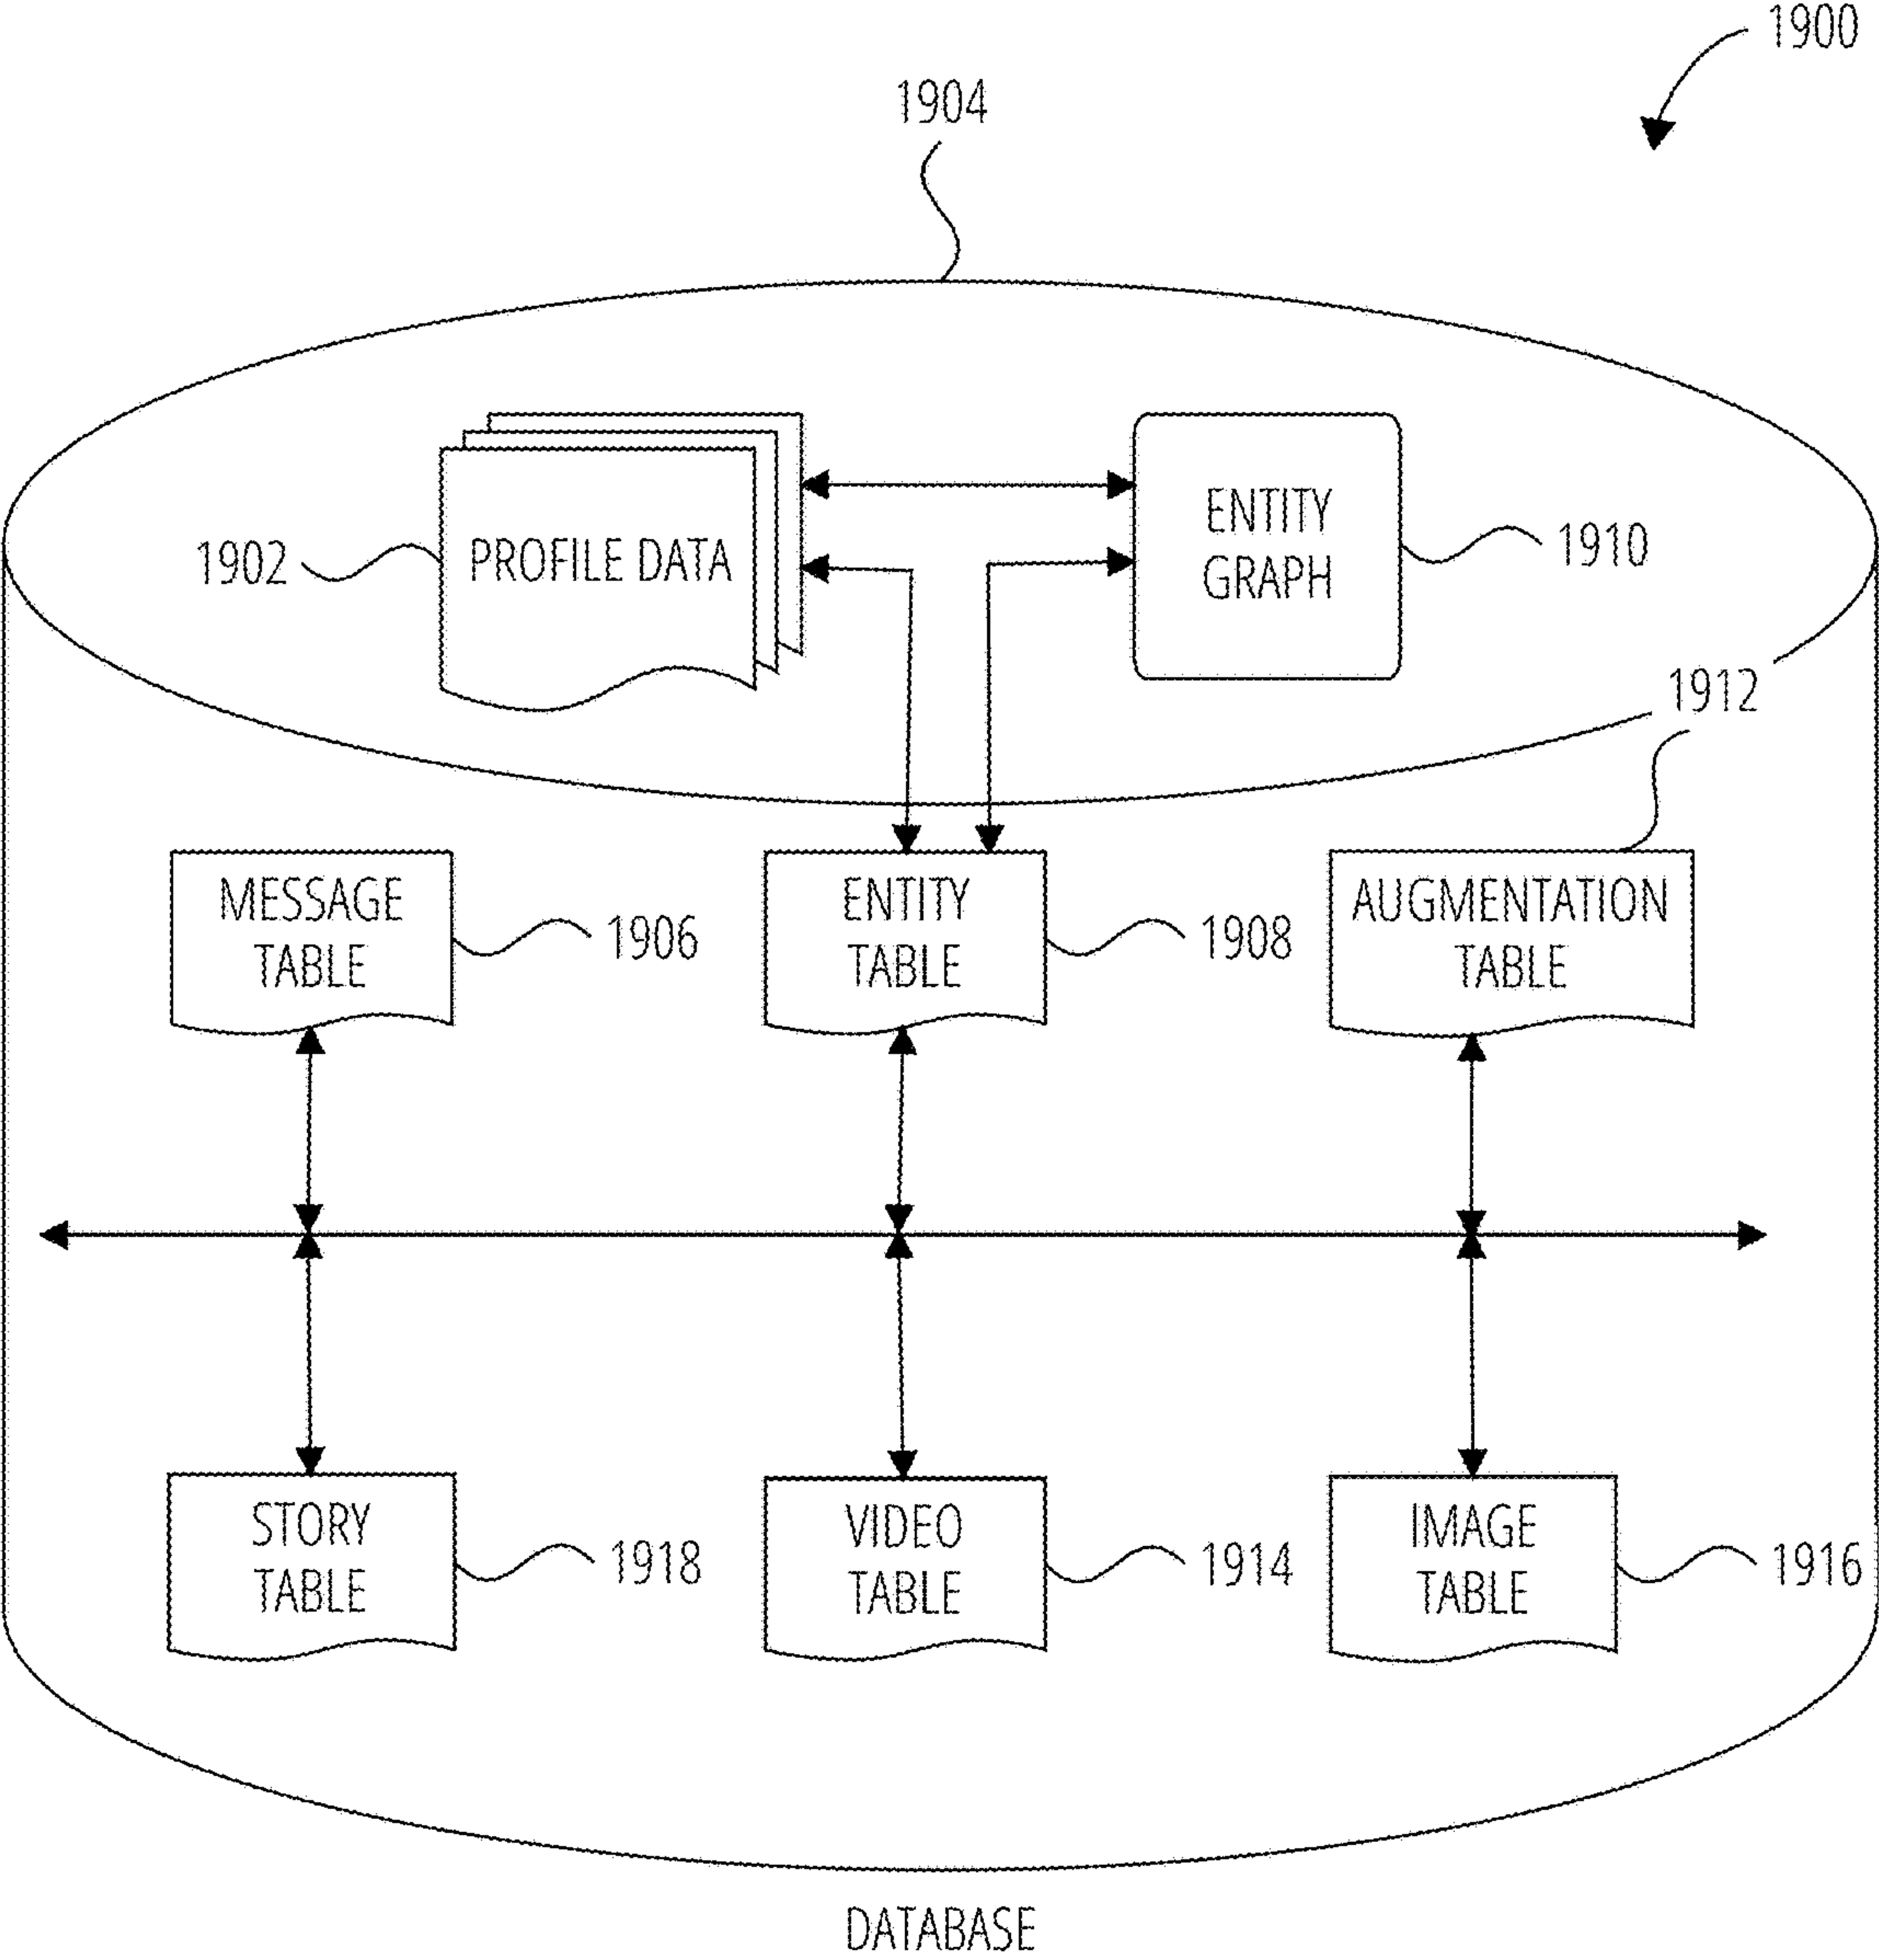 1900
1904
1902
PROFILE DATA
ENTITY
GRAPH
1910
1912
MESSAGE
TABLE
1906
ENTITY
TABLE
1908
AUGMENTATION
TABLE
STORY
TABLE
1918
VIDEO
TABLE
1914
IMAGE
TABLE
1916
DATABASE